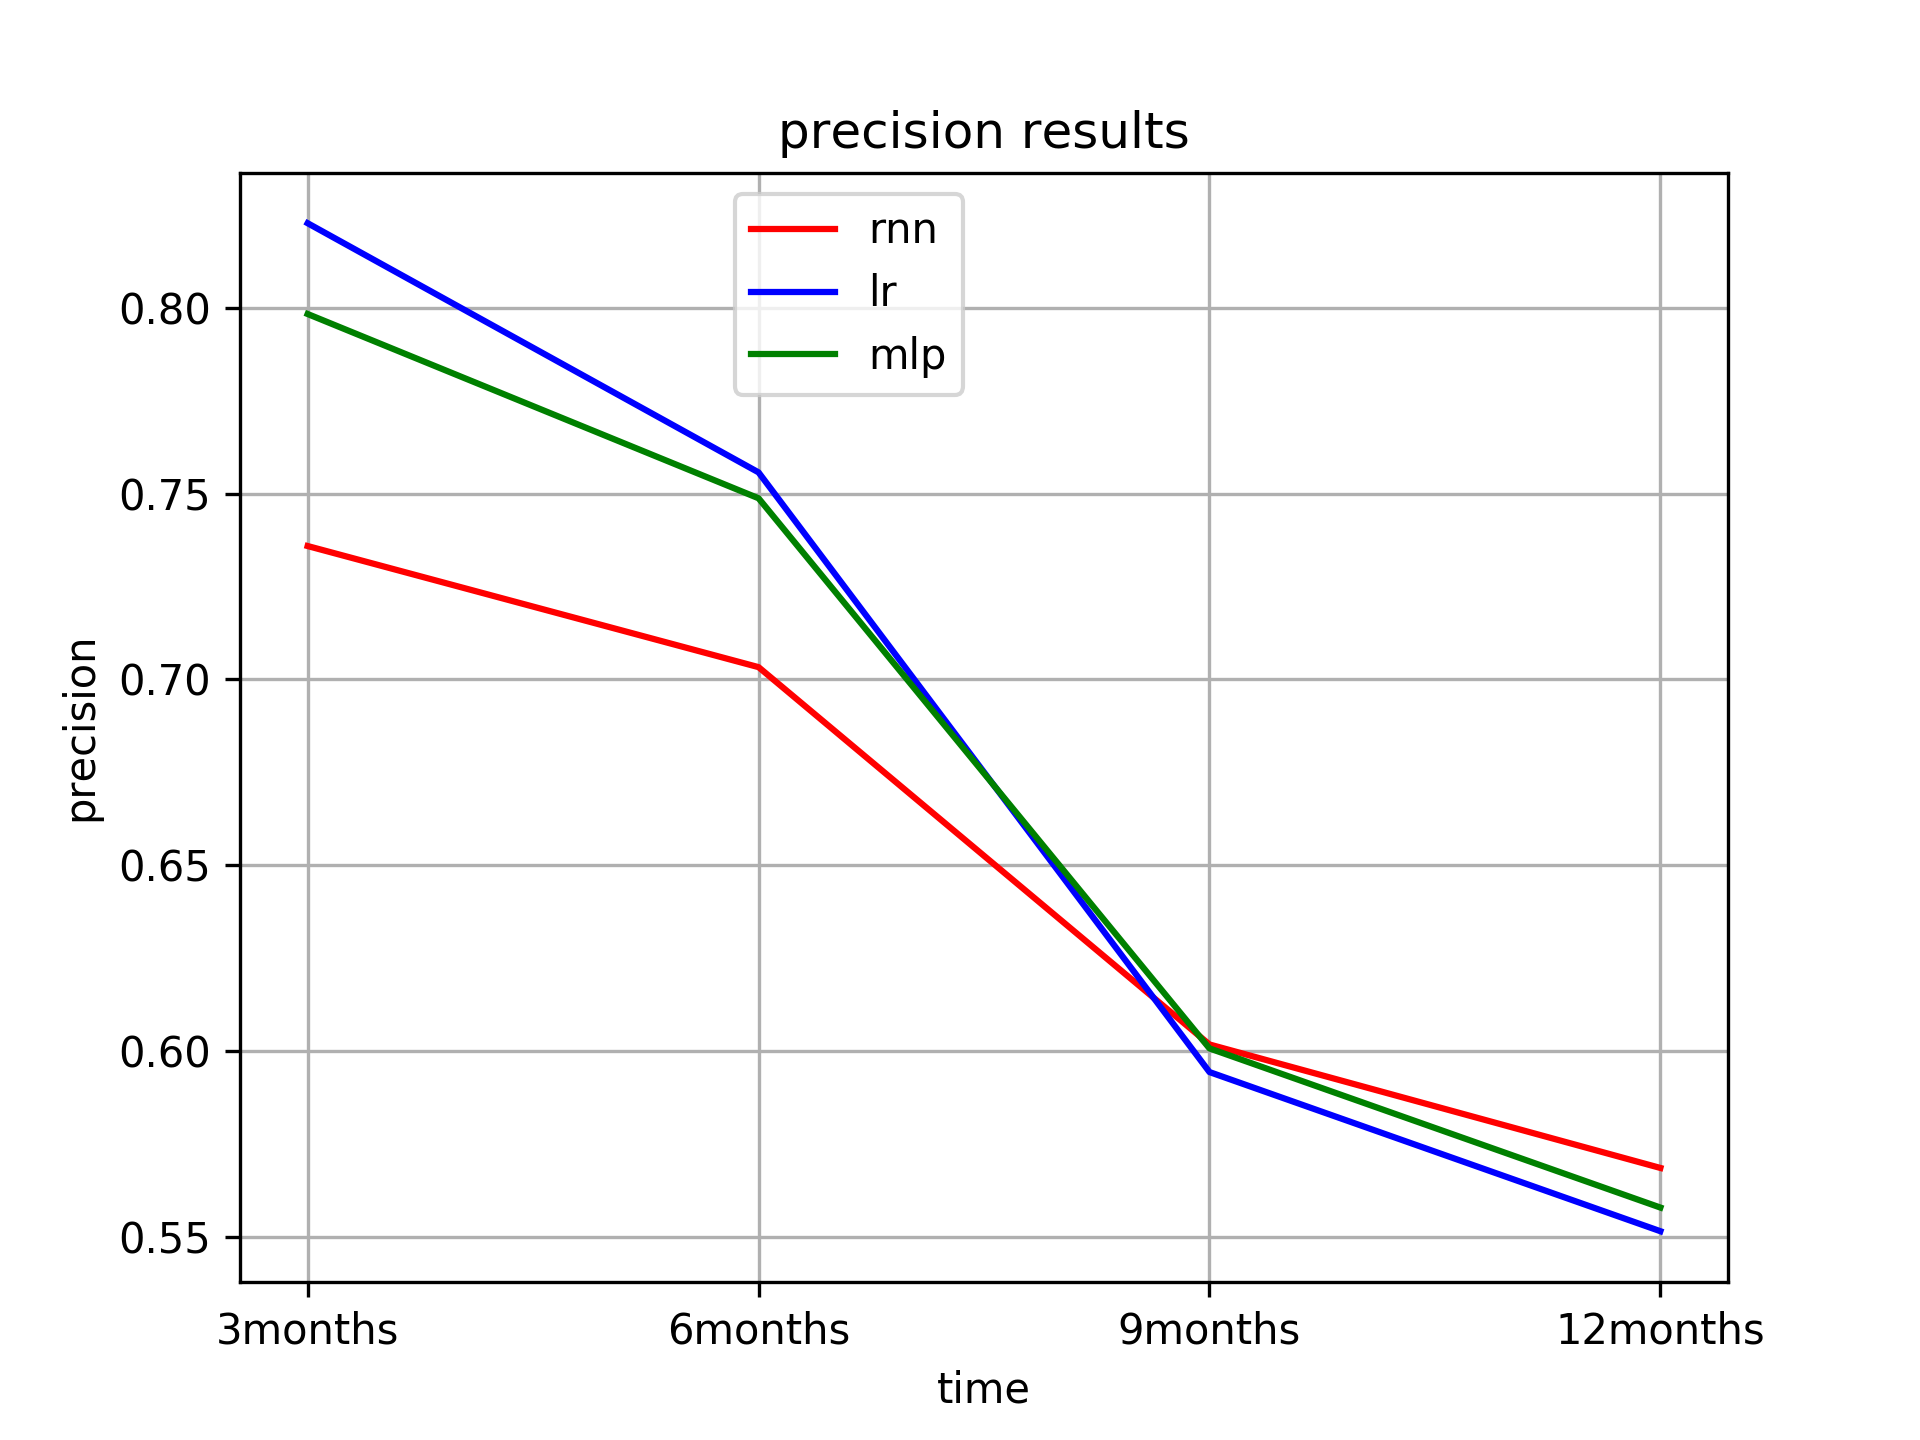 precision results
rnn
lr
mlp
0.80
0.75
0.70
0.65
0.60
0.55
precision
3months 6months 9months 12months
time